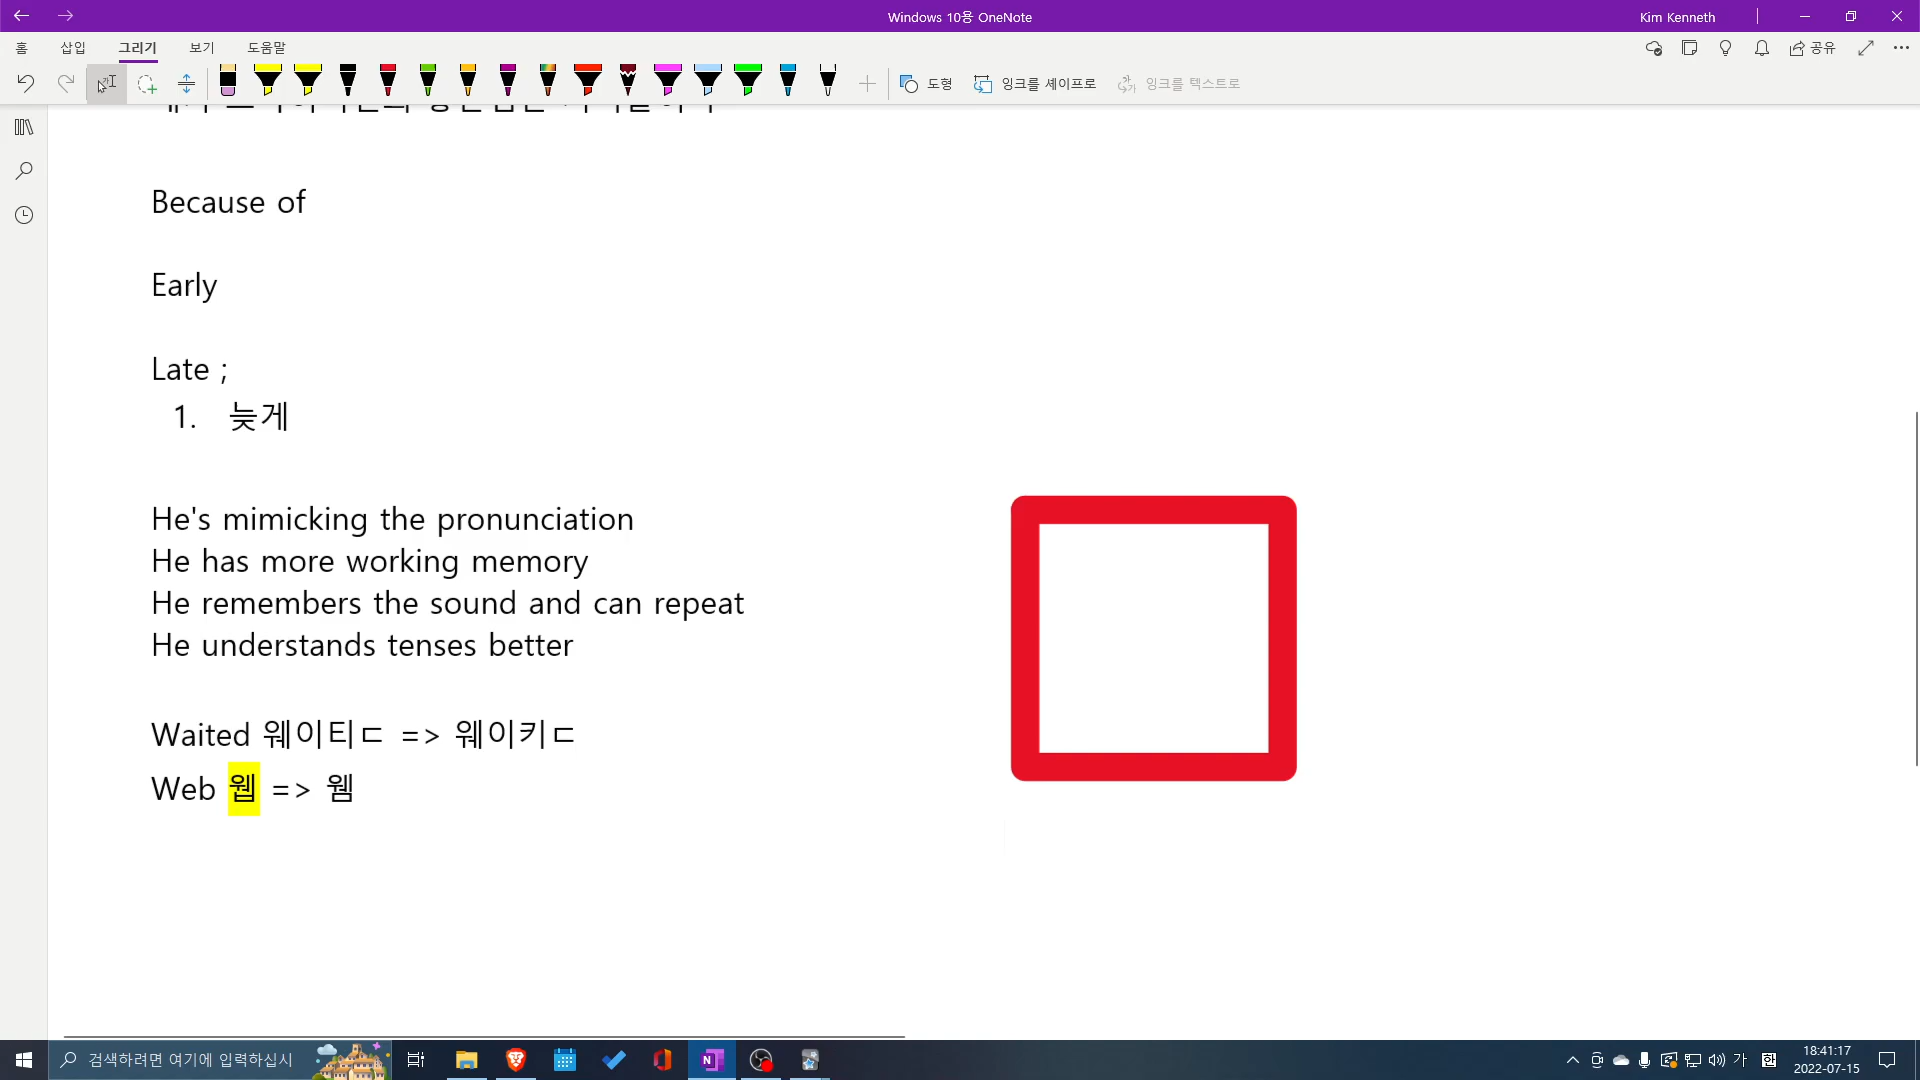 Windows 10용 OneNote
Kim Kenneth
홈 삽입 그리기 보기 도움말
공유
도형 잉크를 셰이프로 잉크를 텍스트로
Because of
Early
Late ;
1. 늦게
He's mimicking the pronunciation
He has more working memory
He remembers the sound and can repeat
He understands tenses better
Waited 웨이티ㄷ => 웨이키ㄷ
Web 웹 => 웸
검색하려면 여기에 입력하십시
가
18:41:17
2022-07-15